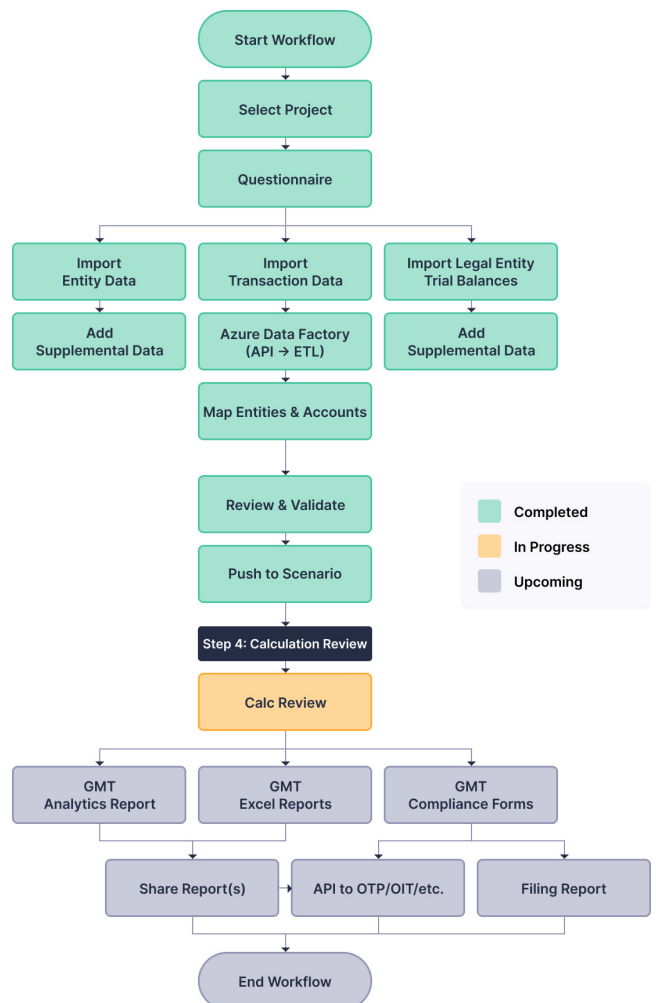 Start Workflow
Select Project
Questionnaire
Import
Entity Data
Import
Transaction Data
Import Legal Entity
Trial Balances
Add
Supplemental Data
Azure Data Factory
(API → ETL)
Add
Supplemental Data
Map Entities & Accounts
Review & Validate
Push to Scenario
Completed
In Progress
Upcoming
Step 4: Calculation Review
Calc Review
GMT
Analytics Report
GMT
Excel Reports
GMT
Compliance Forms
Share Report(s)
API to OTP/OIT/etc.
Filing Report
End Workflow